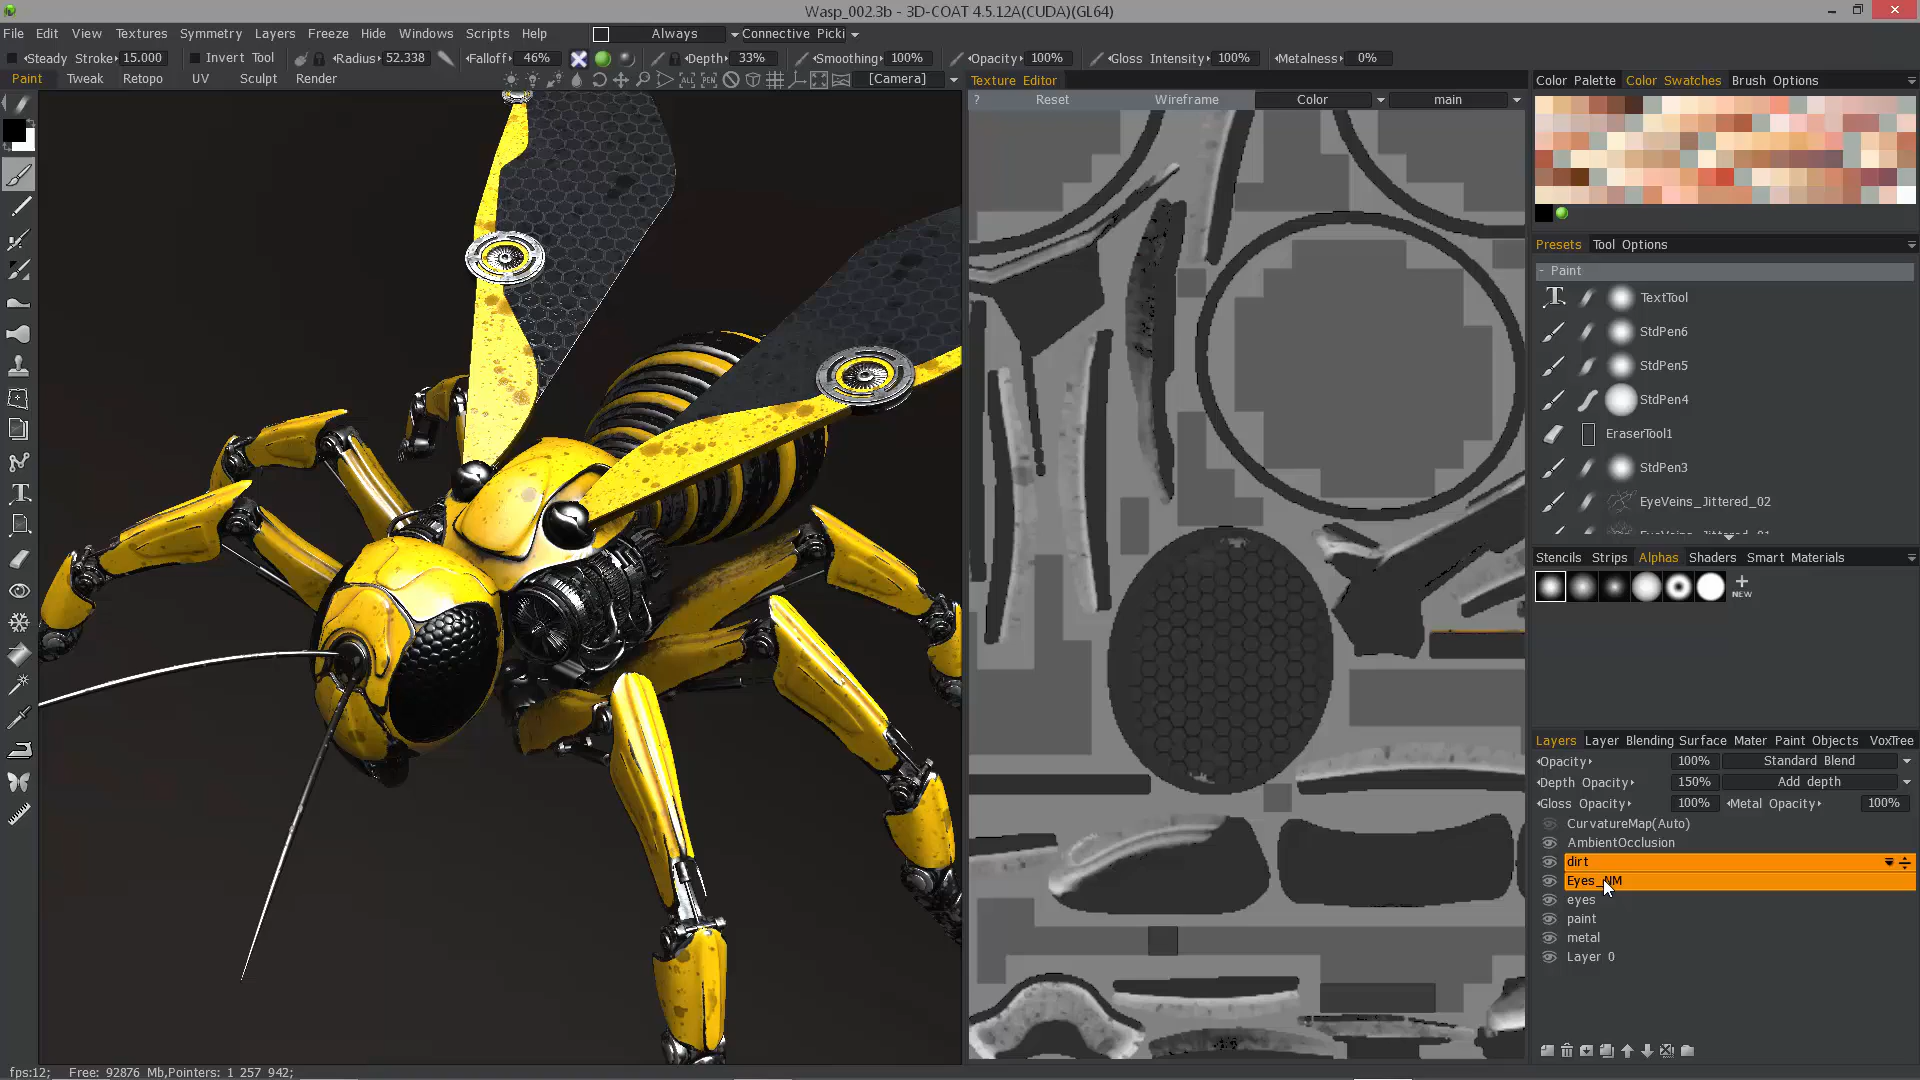 Wasp_002.3b - 3D-COAT 4.5.12A(CUDA)(GL64)
File Edit View Textures Symmetry Layers Freeze Hide Windows Scripts Help Always Connective Picki
Steady Stroke 15.000 Invert Tool Radius 52.338 Falloff 46% Depth 33% Smoothing 100% Opacity 100% Gloss Intensity 100% Metalness 0%
Paint Tweak Retopo UV Sculpt Render [Camera]
Texture Editor
? Reset Wireframe Color main
Color Palette Color Swatches Brush Options
Presets Tool Options
- Paint
TextTool
StdPen6
StdPen5
StdPen4
EraserTool1
StdPen3
EyeVeins_Jittered_02
Stencils Strips Alphas Shaders Smart Materials
NEW
Layers Layer Blending Surface Mater Paint Objects VoxTree
Opacity 100% Standard Blend
Depth Opacity 150% Add depth
Gloss Opacity 100% Metal Opacity 100%
CurvatureMap(Auto)
AmbientOcclusion
dirt
Eyes_NM
eyes
paint
metal
Layer 0
fps:12; Free: 92876 Mb,Pointers: 1 257 942;